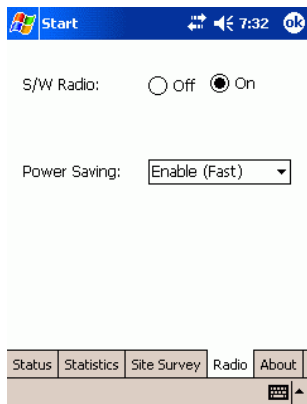 Start 7:32 ok
S/W Radio: Off On
Power Saving: Enable (Fast)
Status Statistics Site Survey Radio About